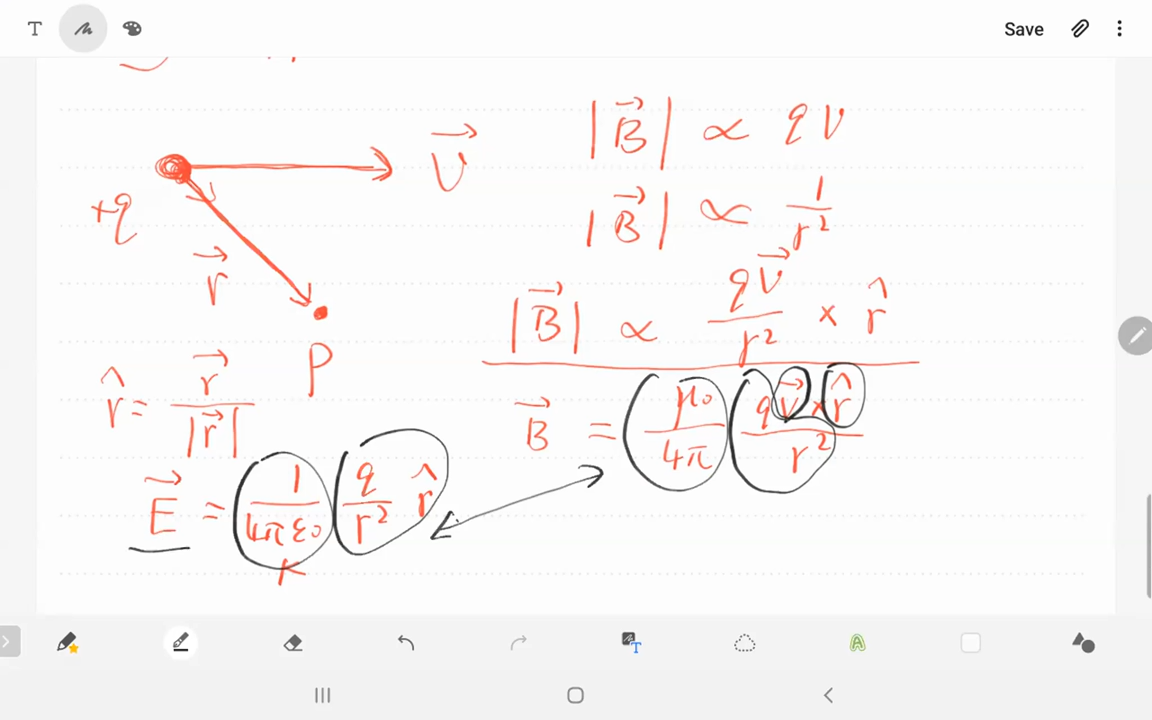 T
Save
|B⃗| ∝ qv
v⃗
+q
|B⃗| ∝ 1/r²
r⃗
|B⃗| ∝ qv⃗/r² × r̂
P
r̂ = r⃗/|r⃗|
B⃗ = μ₀/4π qv⃗×r̂/r²
E⃗ = 1/4πε₀ q/r² r̂
K
T
A